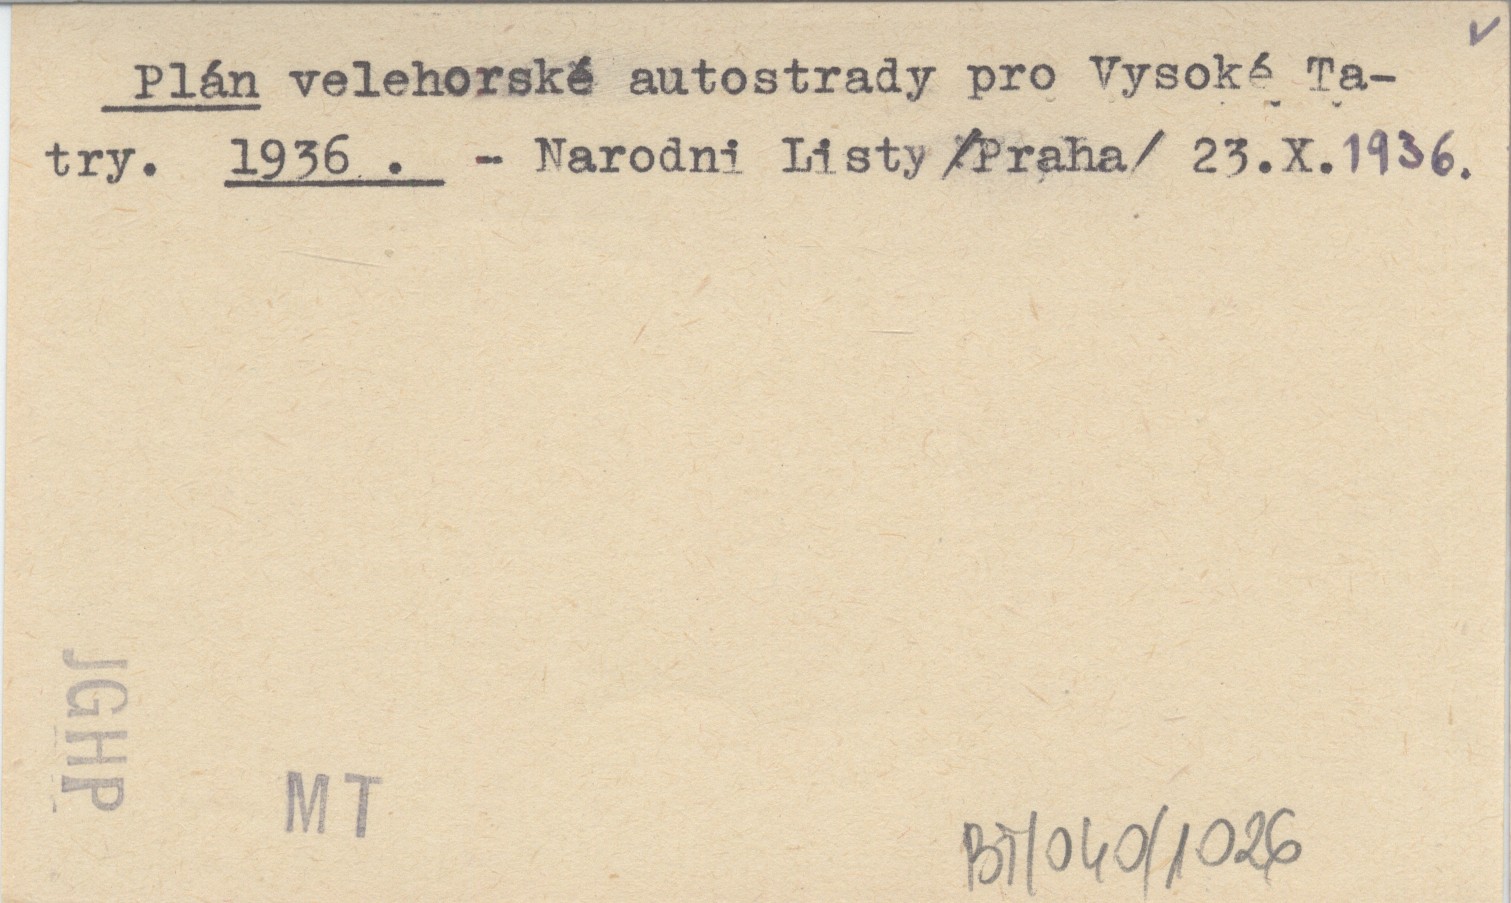 Plán velehorské autostrady pro Vysoké Ta-
try. 1936 . - Narodni Listy /Praha/ 23.X.1936.
JGHP
MT
BT/040/1026